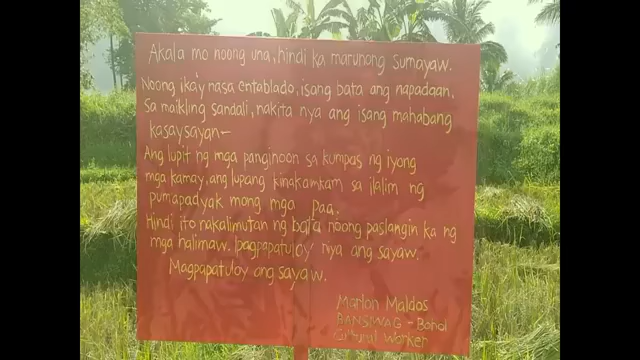 Akala mo noong una, hindi ka marunong sumayaw.
Noong ika'y nasa entablado, isang bata ang napadaan,
sa maikling sandali, nakita nya ang isang mahabang
kasaysayan—
Ang lupit ng mga panginoon sa kumpas ng iyong
mga kamay, ang lupang kinakamkam sa ilalim ng
pumapadyak mong mga paa.
Hindi ito nakalimutan ng bata noong paslangin ka ng
mga halimaw. Ipagpapatuloy nya ang sayaw.
Magpapatuloy ang sayaw.
Marlon Maldos
BANSIWAG - Bohol
Cultural Worker